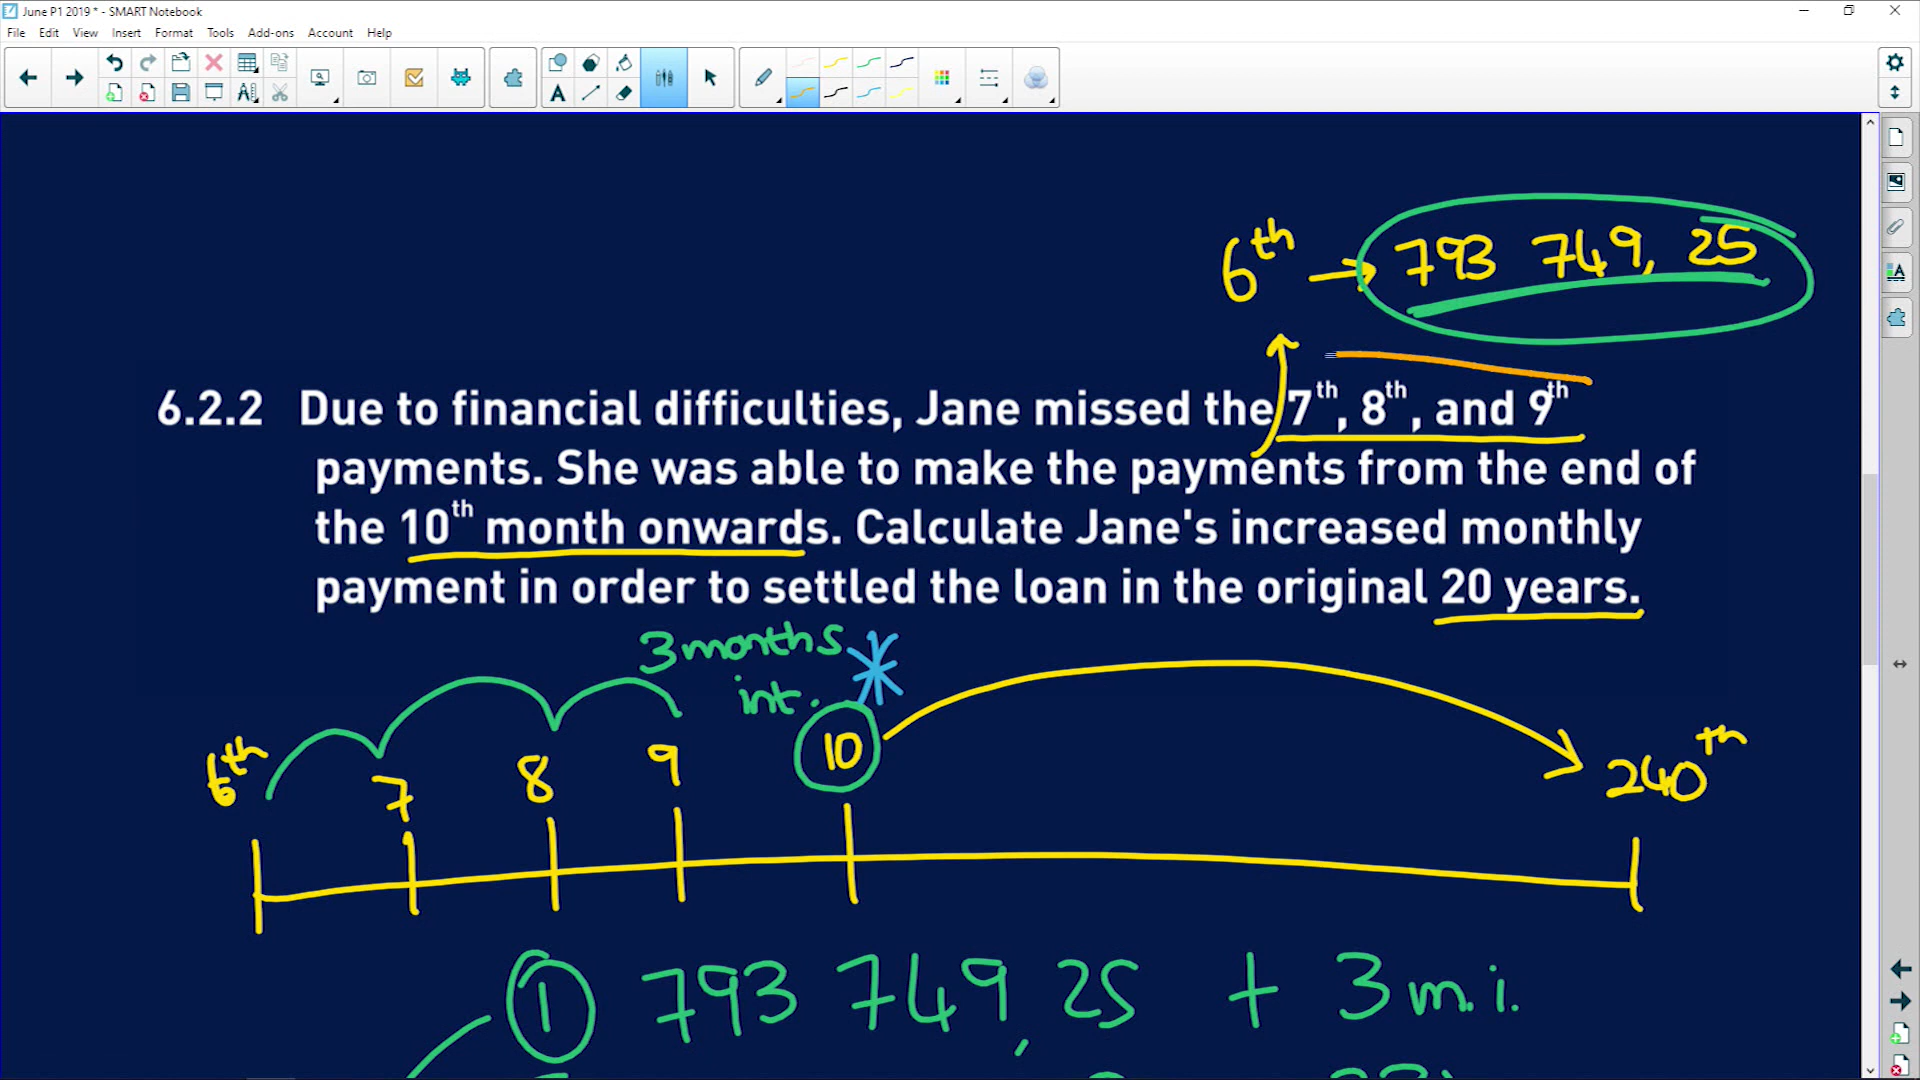 June P1 2019 * - SMART Notebook
File Edit View Insert Format Tools Add-ons Account Help
6th → 793 749, 25
6.2.2 Due to financial difficulties, Jane missed the 7th, 8th, and 9th
payments. She was able to make the payments from the end of
the 10th month onwards. Calculate Jane's increased monthly
payment in order to settled the loan in the original 20 years.
3 months
int.
6th 7 8 9 10 240th
1 793 749, 25 + 3 m.i.